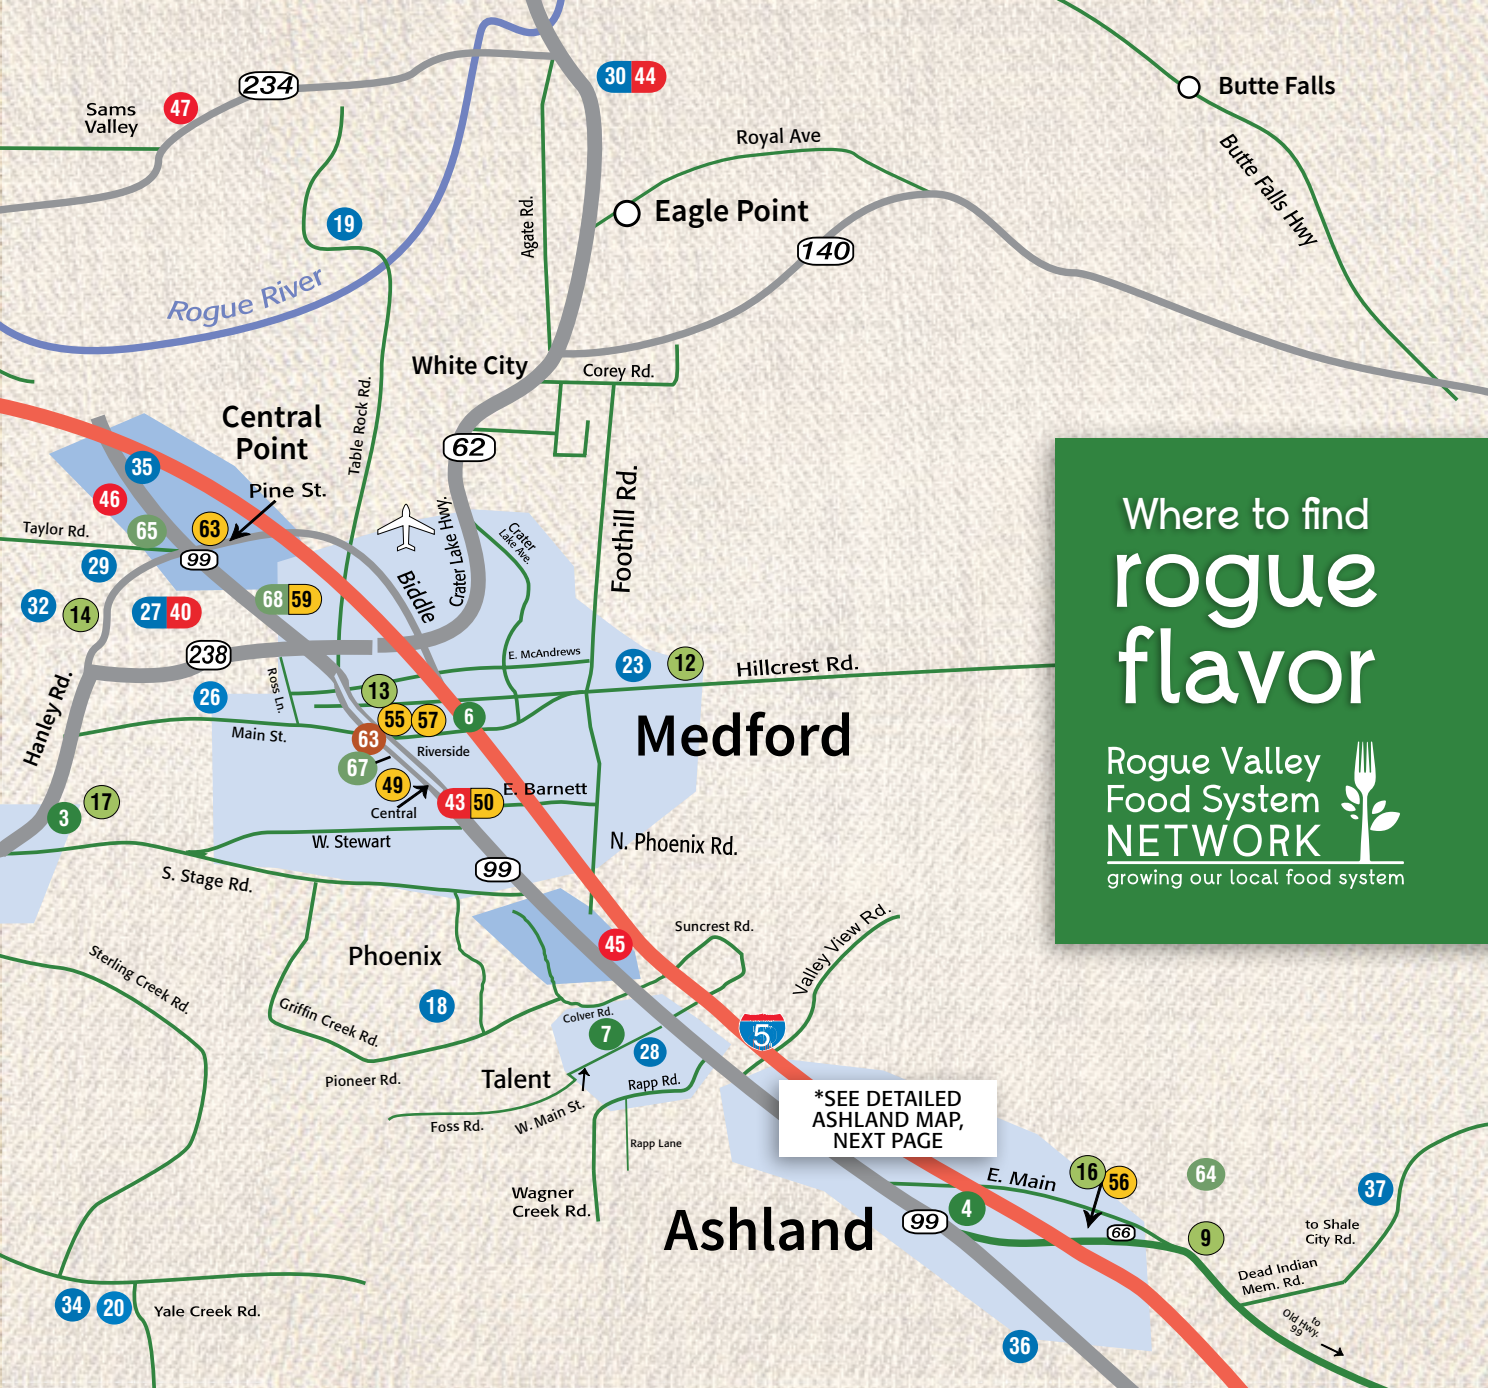 30 44
234
47
Sams
Valley
Butte Falls
Royal Ave
Butte Falls Hwy
Agate Rd.
Eagle Point
19
140
Rogue River
White City
Corey Rd.
Table Rock Rd.
Central
Point
62
35
Pine St.
46
65
63
Taylor Rd.
99
29
Crater Lake Hwy.
Crater
Lake Ave.
Foothill Rd.
Biddle
32
14
27 40
68 59
238
E. McAndrews
23
12
Hillcrest Rd.
Ross Ln.
26
13
Hanley Rd.
55
57
6
Main St.
63
Riverside
Medford
67
49
Central
43 50
E. Barnett
3
17
W. Stewart
N. Phoenix Rd.
99
S. Stage Rd.
Where to find
rogue
flavor
Rogue Valley
Food System
NETWORK
growing our local food system
Suncrest Rd.
Valley View Rd.
45
Phoenix
Sterling Creek Rd.
18
Griffin Creek Rd.
Colver Rd.
7
28
5
Pioneer Rd.
Talent
Rapp Rd.
W. Main St.
Foss Rd.
Rapp Lane
*SEE DETAILED
ASHLAND MAP,
NEXT PAGE
Wagner
Creek Rd.
E. Main
16
56
64
37
Ashland
99
4
66
9
to Shale
City Rd.
Dead Indian
Mem. Rd.
to
Old Hwy.
99
34
20
Yale Creek Rd.
36